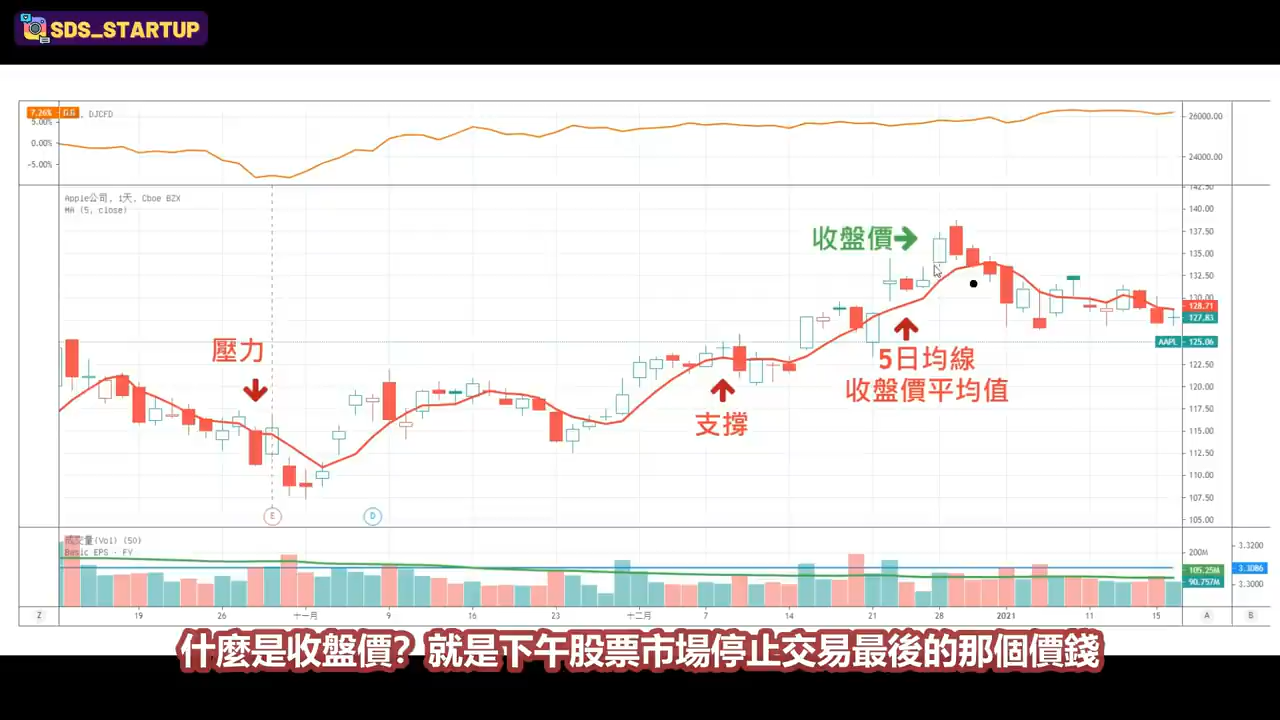 SDS_STARTUP
7.26%
, DJCFD
5.00%
0.00%
-5.00%
26000.00
24000.00
Apple公司, 1天, Cboe BZX
MA (5, close)
142.50
140.00
137.50
135.00
132.50
130.00
128.71
127.83
AAPL 125.06
122.50
120.00
117.50
115.00
112.50
110.00
107.50
105.00
收盤價
壓力
5日均線
收盤價平均值
支撐
E
D
成交量(Vol) (50)
Basic EPS · FY
200M
105.25M
90.757M
3.3200
3.3086
3.3000
Z 19 26 十一月 9 16 23 十二月 7 14 21 28 2021 11 15 A B
什麼是收盤價? 就是下午股票市場停止交易最後的那個價錢